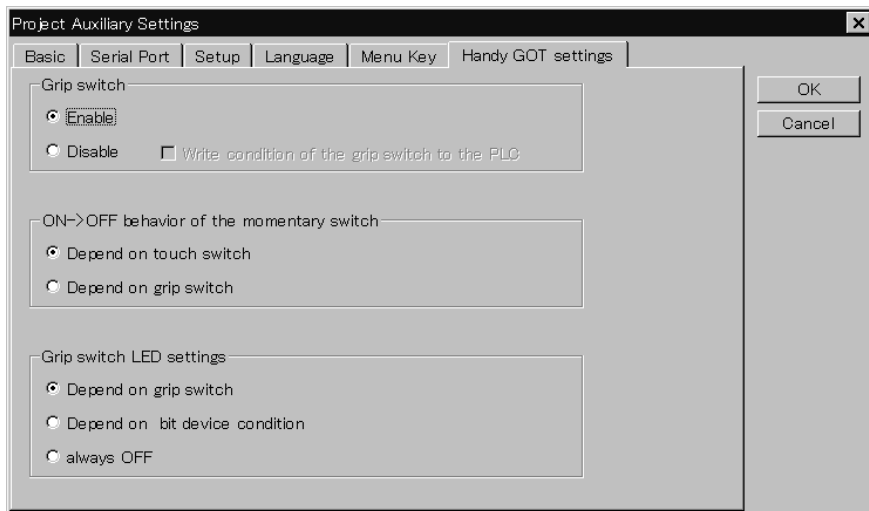 Project Auxiliary Settings
Basic Serial Port Setup Language Menu Key Handy GOT settings
Grip switch
OK
Enable
Cancel
Disable Write condition of the grip switch to the PLC
ON->OFF behavior of the momentary switch
Depend on touch switch
Depend on grip switch
Grip switch LED settings
Depend on grip switch
Depend on bit device condition
always OFF